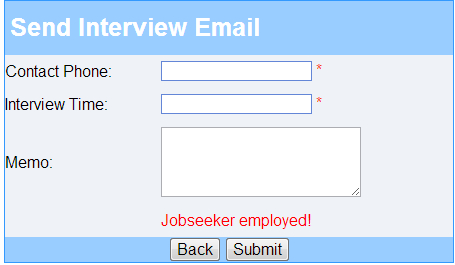 Send Interview Email
Contact Phone: *
Interview Time: *
Memo:
Jobseeker employed!
Back Submit